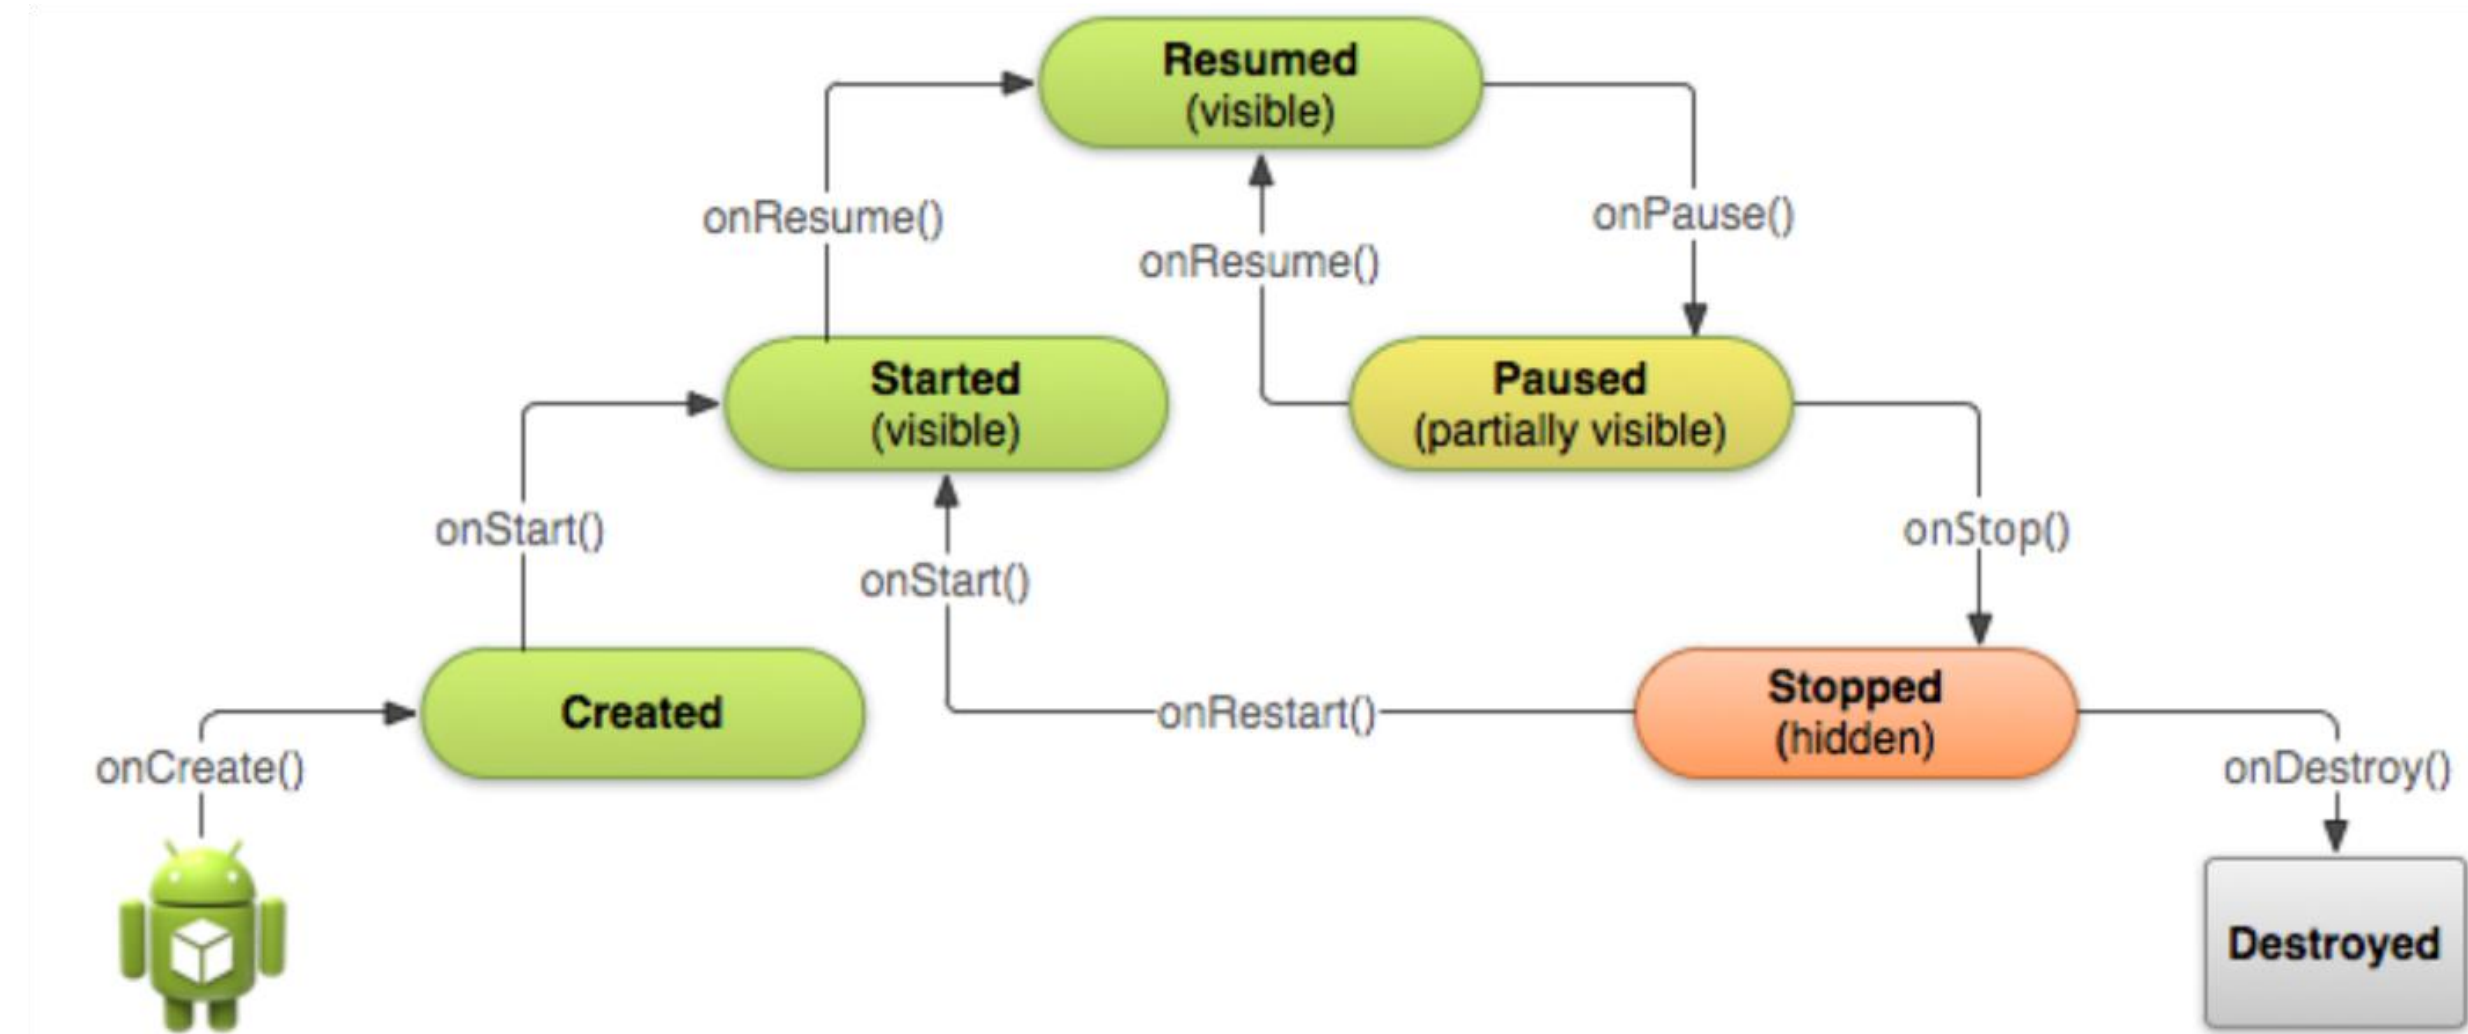 Resumed
(visible)
onResume()
onPause()
onResume()
Started
(visible)
Paused
(partially visible)
onStart()
onStop()
onStart()
Created
onRestart()
Stopped
(hidden)
onCreate()
onDestroy()
Destroyed